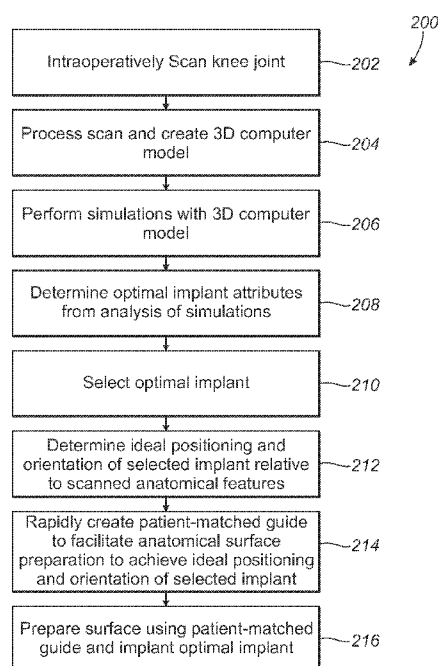 200
Intraoperatively Scan knee joint
202
Process scan and create 3D computer
model
204
Perform simulations with 3D computer
model
206
Determine optimal implant attributes
from analysis of simulations
208
Select optimal implant
210
Determine ideal positioning and
orientation of selected implant relative
to scanned anatomical features
212
Rapidly create patient-matched guide
to facilitate anatomical surface
preparation to achieve ideal positioning
and orientation of selected implant
214
Prepare surface using patient-matched
guide and implant optimal implant
216